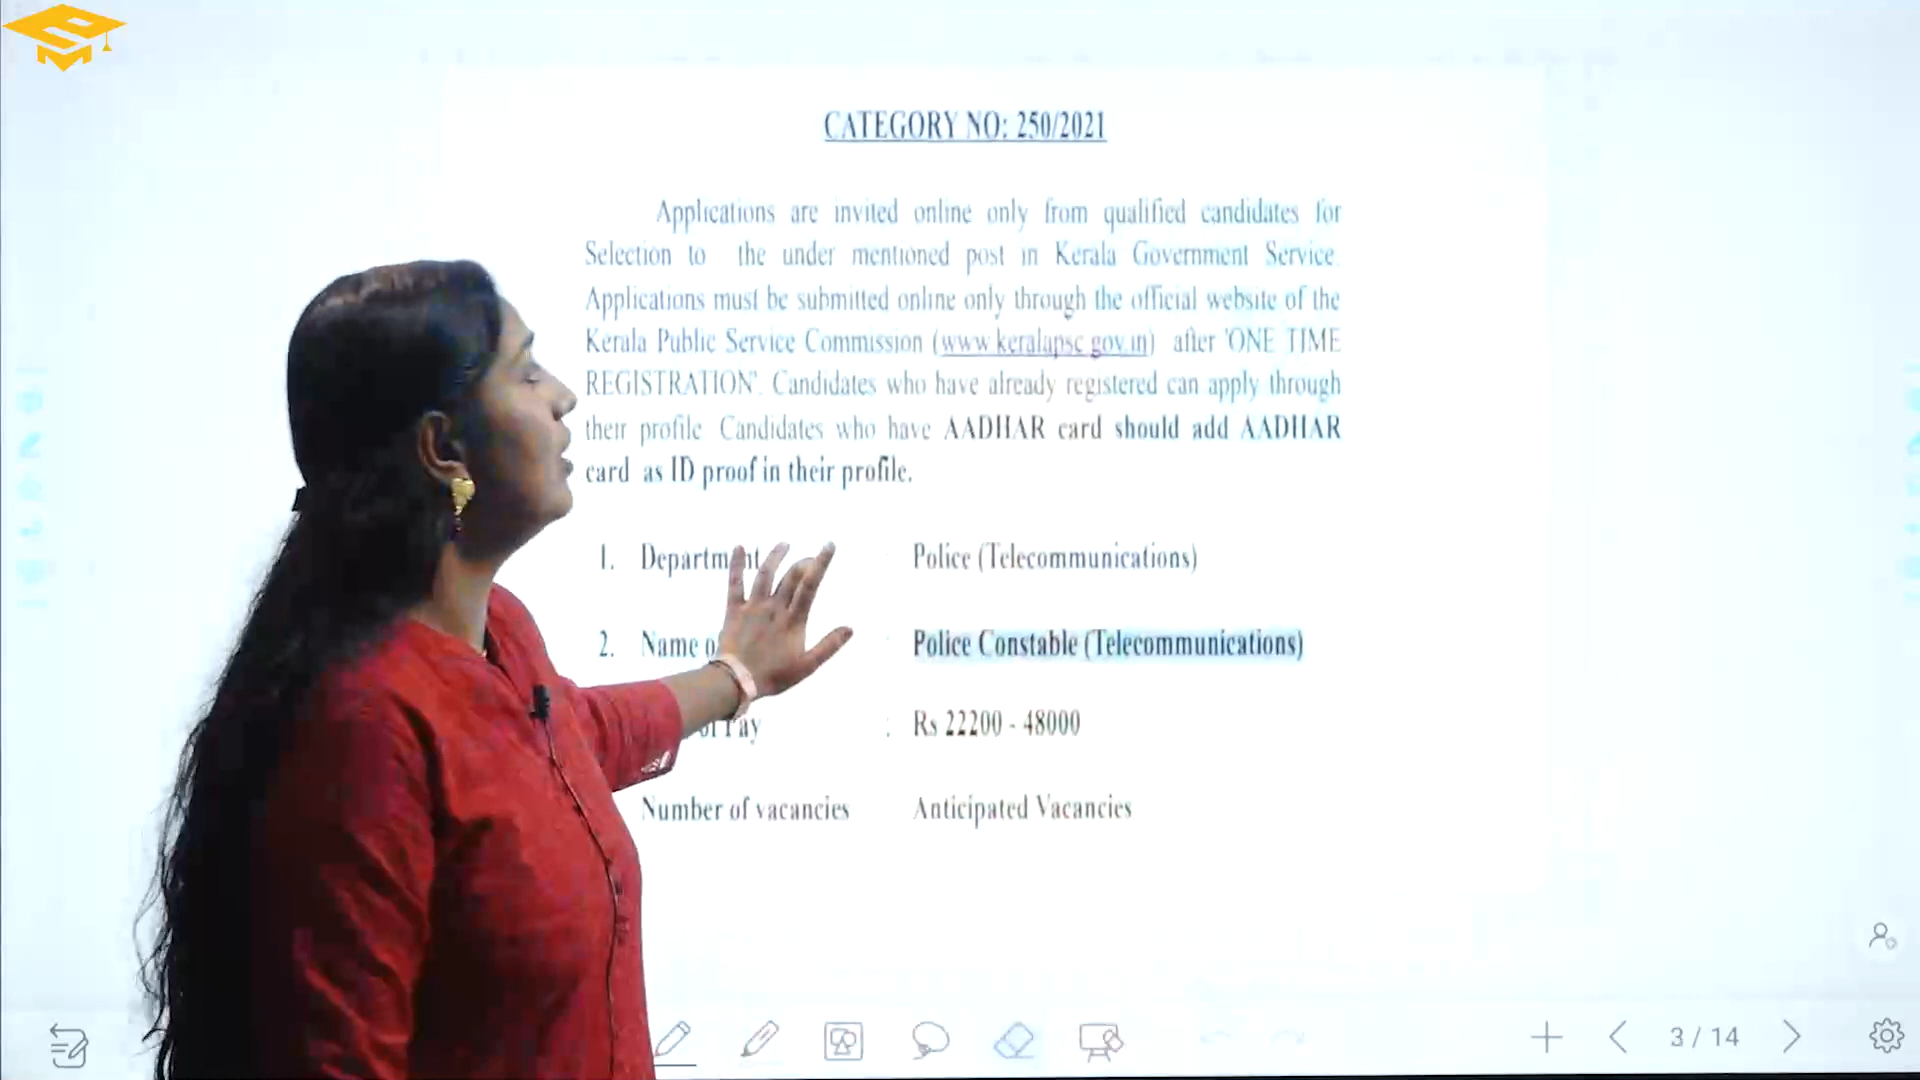 CATEGORY NO: 250/2021
Applications are invited online only from qualified candidates for
Selection to the under mentioned post in Kerala Government Service.
Applications must be submitted online only through the official website of the
Kerala Public Service Commission (www.keralapsc.gov.in) after 'ONE TIME
REGISTRATION'. Candidates who have already registered can apply through
their profile Candidates who have AADHAR card should add AADHAR
card as ID proof in their profile.
1. Department Police (Telecommunications)
2. Name Police Constable (Telecommunications)
of Pay : Rs 22200 - 48000
Number of vacancies Anticipated Vacancies
3 / 14